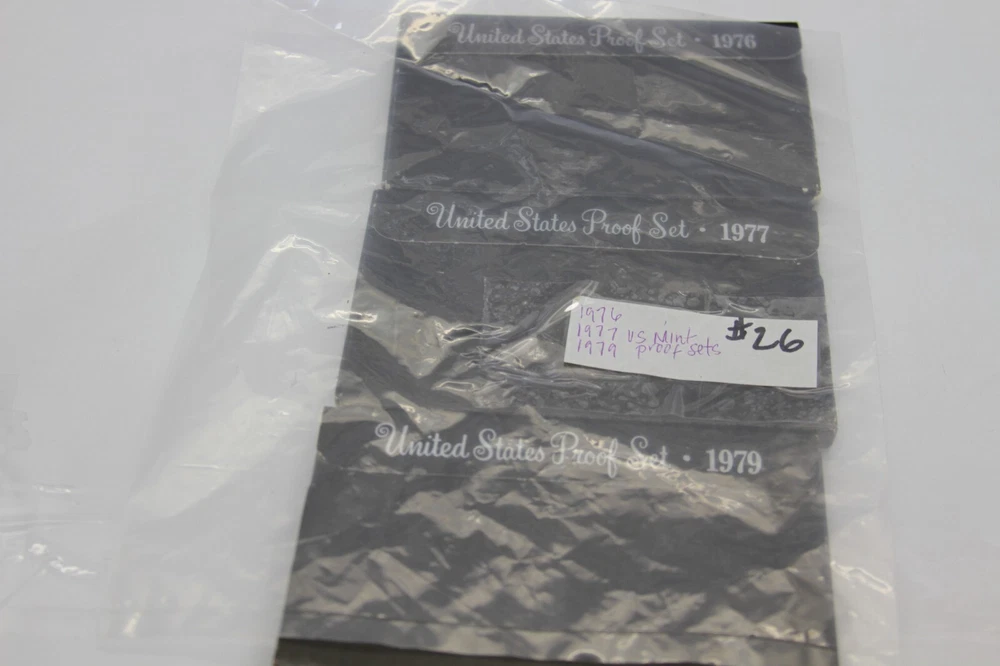 United States Proof Set · 1976
United States Proof Set · 1977
1976
1977 US Mint
1979 proof sets
$26
United States Proof Set · 1979